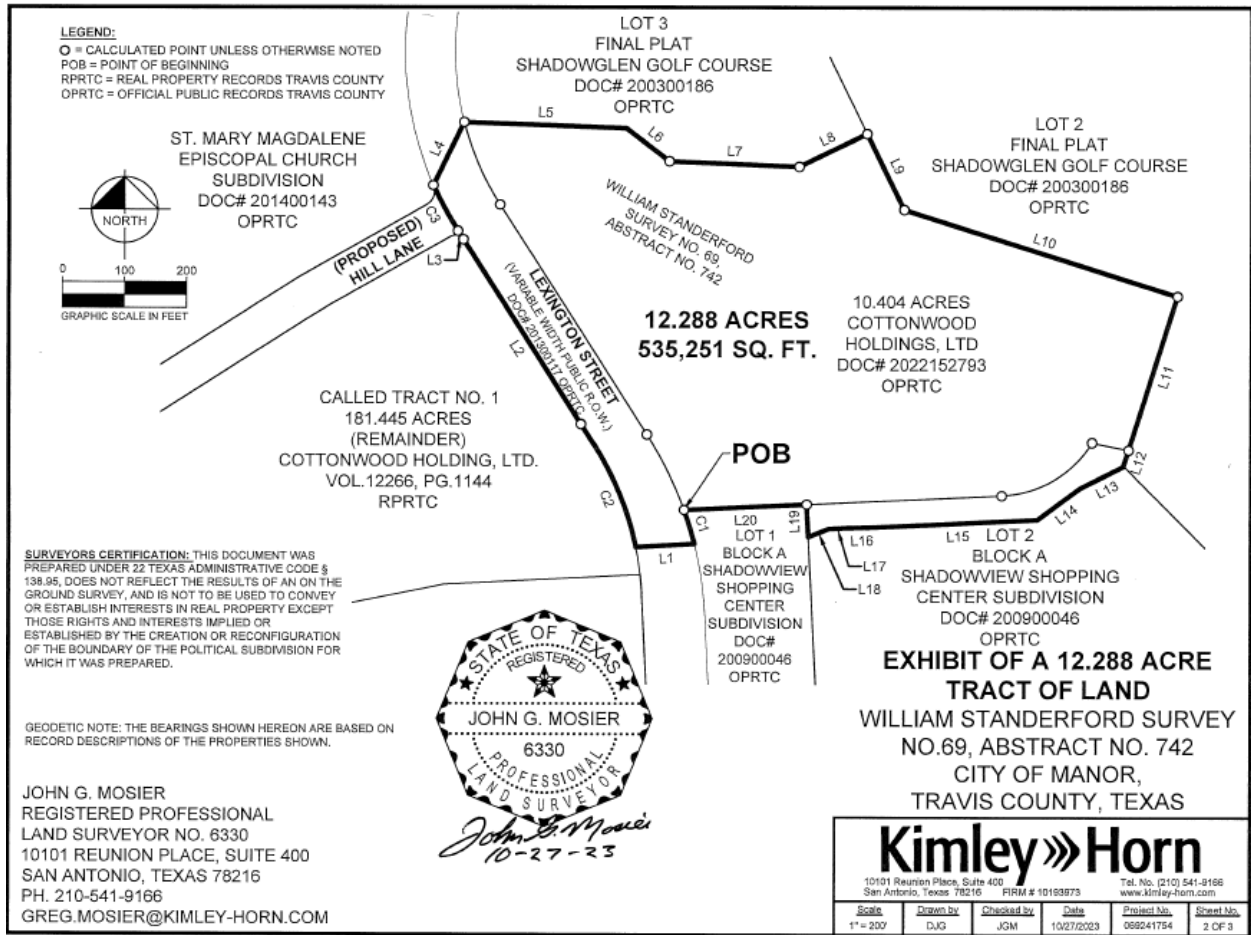 LEGEND:
O = CALCULATED POINT UNLESS OTHERWISE NOTED
POB = POINT OF BEGINNING
RPRTC = REAL PROPERTY RECORDS TRAVIS COUNTY
OPRTC = OFFICIAL PUBLIC RECORDS TRAVIS COUNTY
LOT 3
FINAL PLAT
SHADOWGLEN GOLF COURSE
DOC# 200300186
OPRTC
ST. MARY MAGDALENE
EPISCOPAL CHURCH
SUBDIVISION
DOC# 201400143
OPRTC
LOT 2
FINAL PLAT
SHADOWGLEN GOLF COURSE
DOC# 200300186
OPRTC
NORTH
0 100 200
GRAPHIC SCALE IN FEET
L4
L5
L6
L7
L8
L9
L10
L11
L12
L13
L14
L15
L16
L17
L18
L19
L20
C1
L1
C2
L2
L3
C3
(PROPOSED)
HILL LANE
LEXINGTON STREET
(VARIABLE WIDTH PUBLIC R.O.W.)
DOC# 201300117 OPRTC
WILLIAM STANDERFORD
SURVEY NO. 69,
ABSTRACT NO. 742
12.288 ACRES
535,251 SQ. FT.
10.404 ACRES
COTTONWOOD
HOLDINGS, LTD
DOC# 2022152793
OPRTC
CALLED TRACT NO. 1
181.445 ACRES
(REMAINDER)
COTTONWOOD HOLDING, LTD.
VOL.12266, PG.1144
RPRTC
POB
LOT 1
BLOCK A
SHADOWVIEW
SHOPPING
CENTER
SUBDIVISION
DOC#
200900046
OPRTC
LOT 2
BLOCK A
SHADOWVIEW SHOPPING
CENTER SUBDIVISION
DOC# 200900046
OPRTC
SURVEYORS CERTIFICATION: THIS DOCUMENT WAS
PREPARED UNDER 22 TEXAS ADMINISTRATIVE CODE §
138.95, DOES NOT REFLECT THE RESULTS OF AN ON THE
GROUND SURVEY, AND IS NOT TO BE USED TO CONVEY
OR ESTABLISH INTERESTS IN REAL PROPERTY EXCEPT
THOSE RIGHTS AND INTERESTS IMPLIED OR
ESTABLISHED BY THE CREATION OR RECONFIGURATION
OF THE BOUNDARY OF THE POLITICAL SUBDIVISION FOR
WHICH IT WAS PREPARED.
GEODETIC NOTE: THE BEARINGS SHOWN HEREON ARE BASED ON
RECORD DESCRIPTIONS OF THE PROPERTIES SHOWN.
JOHN G. MOSIER
REGISTERED PROFESSIONAL
LAND SURVEYOR NO. 6330
10101 REUNION PLACE, SUITE 400
SAN ANTONIO, TEXAS 78216
PH. 210-541-9166
GREG.MOSIER@KIMLEY-HORN.COM
STATE OF TEXAS
REGISTERED
JOHN G. MOSIER
6330
PROFESSIONAL
LAND SURVEYOR
John G. Mosier
10-27-23
EXHIBIT OF A 12.288 ACRE
TRACT OF LAND
WILLIAM STANDERFORD SURVEY
NO.69, ABSTRACT NO. 742
CITY OF MANOR,
TRAVIS COUNTY, TEXAS
Kimley»Horn
10101 Reunion Place, Suite 400
San Antonio, Texas 78216 FIRM # 10193973
Tel. No. (210) 541-9166
www.kimley-horn.com
Scale Drawn by Checked by Date Project No. Sheet No.
1" = 200' DJG JGM 10/27/2023 069241754 2 OF 3